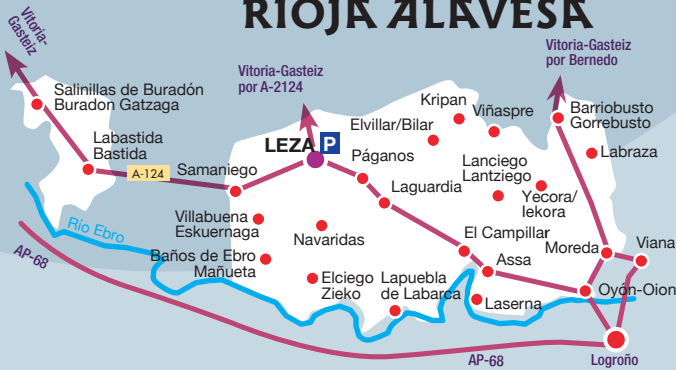 RIOJA ALAVESA
Vitoria-
Gasteiz
Vitoria-Gasteiz
por A-2124
Vitoria-Gasteiz
por Bernedo
Salinillas de Buradón
Buradon Gatzaga
Kripan
Viñaspre
Barriobusto
Gorrebusto
Elvillar/Bilar
Labastida
Bastida
LEZA P
Páganos
Labraza
A-124
Samaniego
Lanciego
Lantziego
Laguardia
Yecora/
Iekora
Villabuena
Eskuernaga
Río Ebro
Navaridas
El Campillar
Moreda
Viana
AP-68
Baños de Ebro
Mañueta
Assa
Elciego
Zieko
Lapuebla
de Labarca
Laserna
Oyón-Oion
AP-68
Logroño